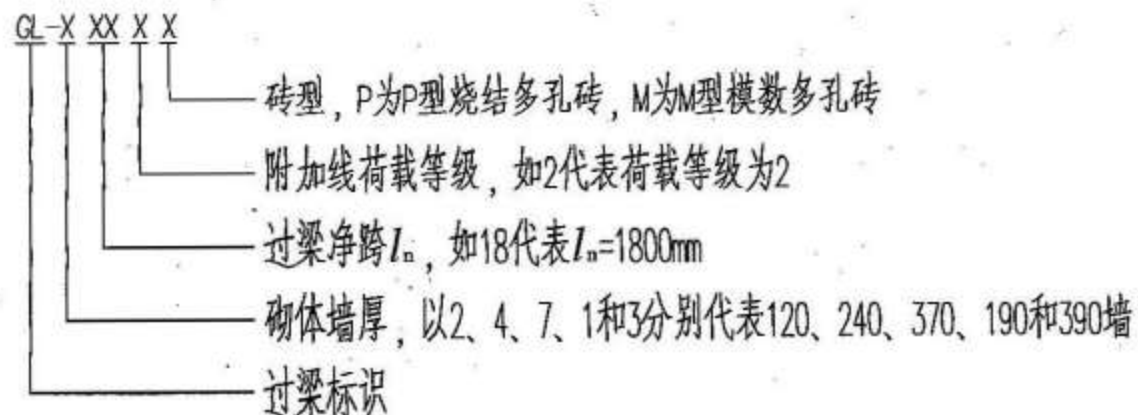 GL-X XX X X
砖型，P为P型烧结多孔砖，M为M型模数多孔砖
附加线荷载等级，如2代表荷载等级为2
过梁净跨lₙ，如18代表lₙ=1800mm
砌体墙厚，以2、4、7、1和3分别代表120、240、370、190和390墙
过梁标识